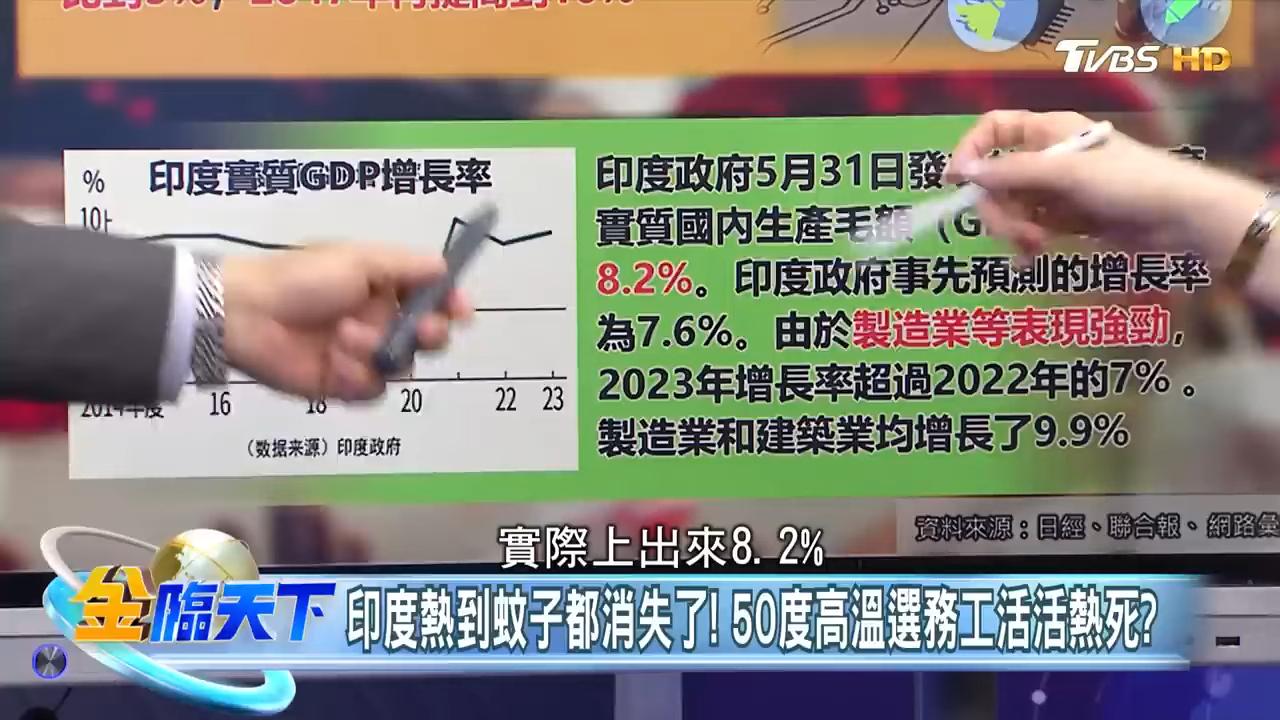 TVBS HD
印度實質GDP增長率
%
10
16
18
20
22
23
2014年度
（数据来源）印度政府
印度政府5月31日發
實質國內生產毛額（G
8.2%。印度政府事先預測的增長率
為7.6%。由於製造業等表現強勁，
2023年增長率超過2022年的7%。
製造業和建築業均增長了9.9%
資料來源：日經、聯合報、網路彙
實際上出來8.2%
金臨天下
印度熱到蚊子都消失了!50度高溫選務工活活熱死?